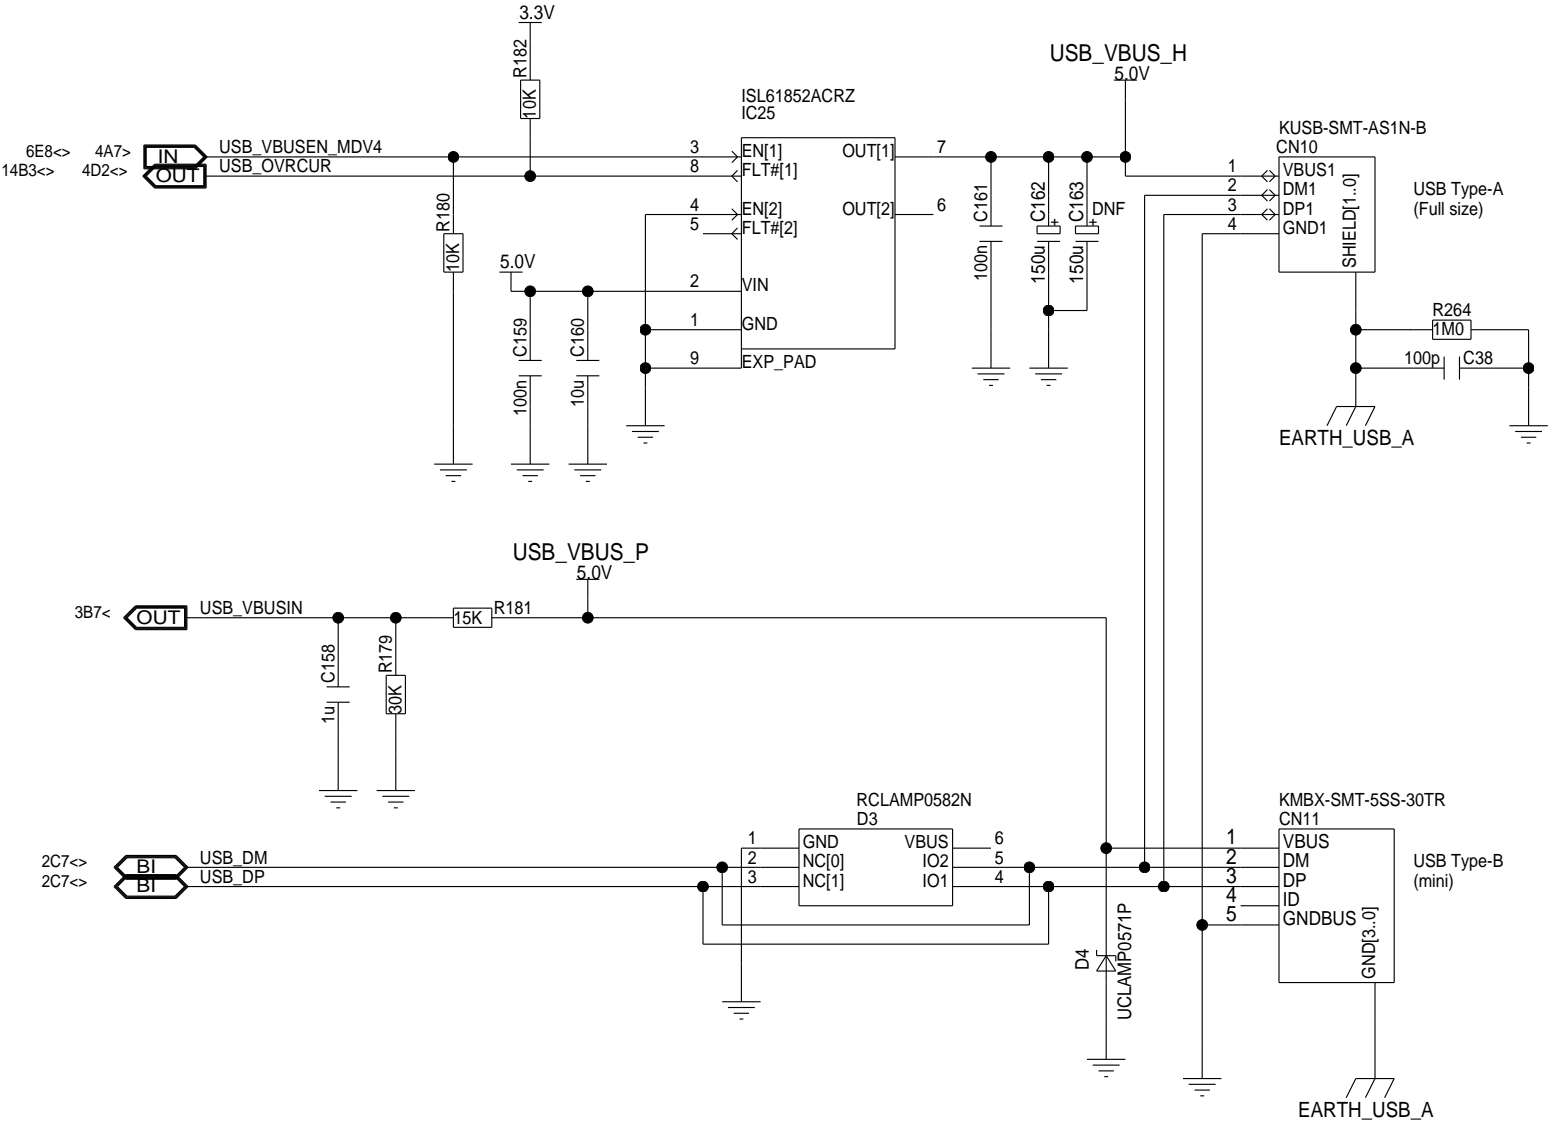 3.3V
R182
10K
USB_VBUS_H
5.0V
ISL61852ACRZ
IC25
KUSB-SMT-AS1N-B
CN10
6E8<> 4A7> IN USB_VBUSEN_MDV4 3 EN[1] OUT[1] 7
14B3<> 4D2<> OUT USB_OVRCUR 8 FLT#[1]
1 VBUS1
2 DM1
3 DP1
4 GND1
SHIELD[1..0]
USB Type-A
(Full size)
R180
10K
4 EN[2] OUT[2] 6
5 FLT#[2]
C161
100n
C162
150u
+
C163
150u
+
DNF
5.0V
2 VIN
1 GND
9 EXP_PAD
C159
100n
C160
10u
R264
1M0
100p C38
EARTH_USB_A
USB_VBUS_P
5.0V
3B7< OUT USB_VBUSIN 15K R181
C158
1u
R179
30K
RCLAMP0582N
D3
KMBX-SMT-5SS-30TR
CN11
1 GND VBUS 6
2 NC[0] IO2 5
3 NC[1] IO1 4
2C7<> BI USB_DM
2C7<> BI USB_DP
1 VBUS
2 DM
3 DP
4 ID
5 GNDBUS
GND[3..0]
USB Type-B
(mini)
D4
UCLAMP0571P
EARTH_USB_A